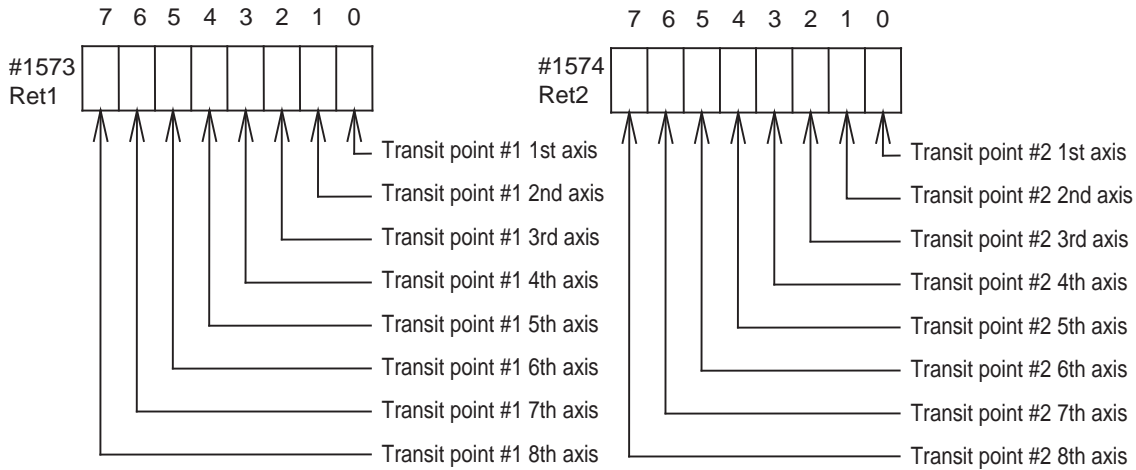 7 6 5 4 3 2 1 0
#1573
Ret1
Transit point #1 1st axis
Transit point #1 2nd axis
Transit point #1 3rd axis
Transit point #1 4th axis
Transit point #1 5th axis
Transit point #1 6th axis
Transit point #1 7th axis
Transit point #1 8th axis
7 6 5 4 3 2 1 0
#1574
Ret2
Transit point #2 1st axis
Transit point #2 2nd axis
Transit point #2 3rd axis
Transit point #2 4th axis
Transit point #2 5th axis
Transit point #2 6th axis
Transit point #2 7th axis
Transit point #2 8th axis